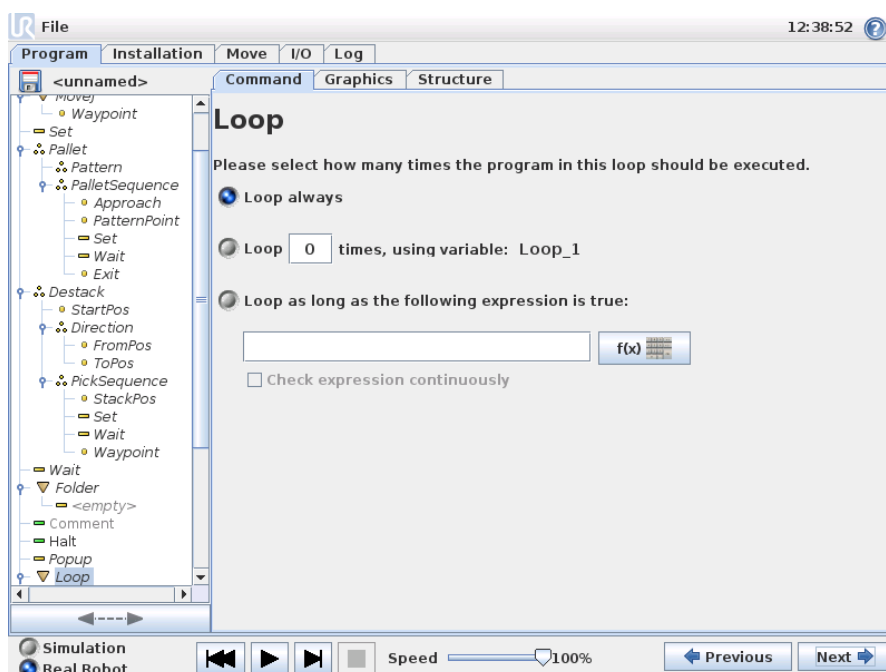 UR File 12:38:52 ?
Program Installation Move I/O Log
<unnamed>
Command Graphics Structure
MoveJ
Waypoint
Set
Pallet
Pattern
PalletSequence
Approach
PatternPoint
Set
Wait
Exit
Destack
StartPos
Direction
FromPos
ToPos
PickSequence
StackPos
Set
Wait
Waypoint
Wait
Folder
<empty>
Comment
Halt
Popup
Loop
Loop
Please select how many times the program in this loop should be executed.
Loop always
Loop 0 times, using variable: Loop_1
Loop as long as the following expression is true:
f(x)
Check expression continuously
Simulation
Real Robot
Speed 100%
Previous Next